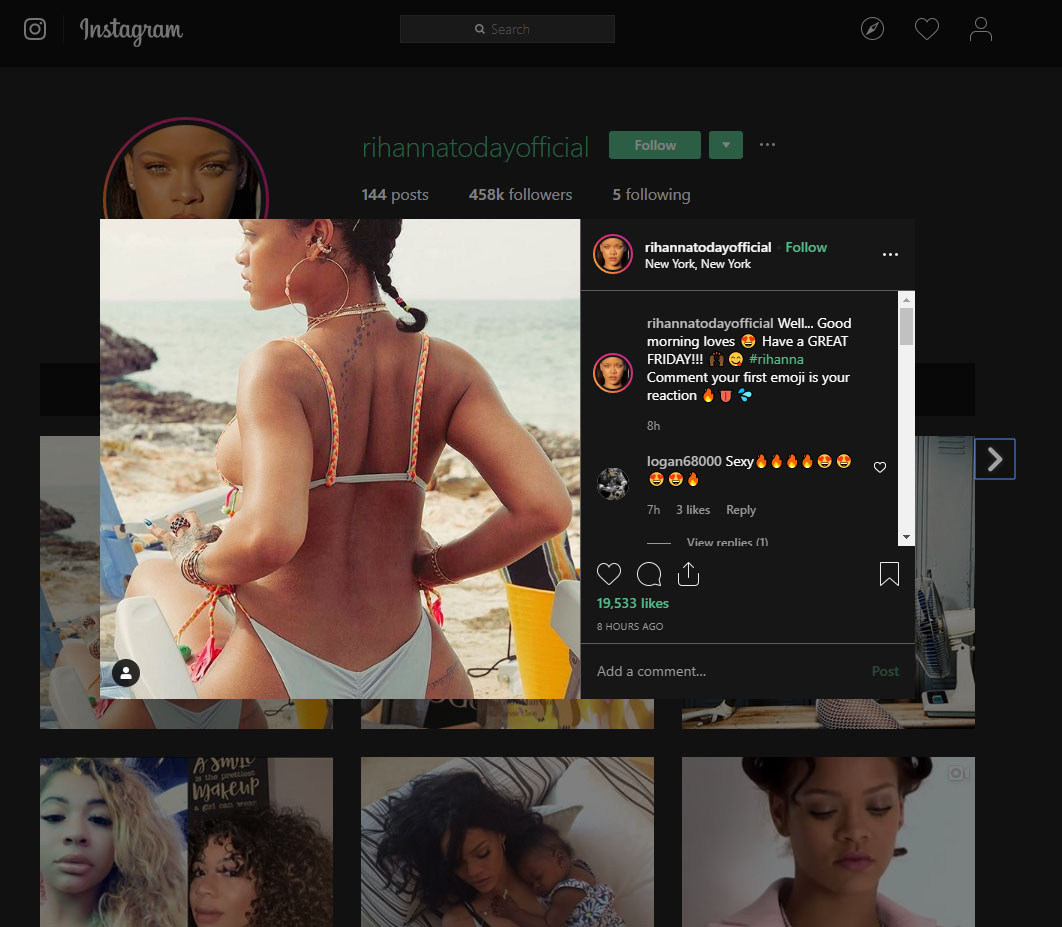 Instagram
Search
rihannatodayofficial
Follow
144 posts
458k followers
5 following
rihannatodayofficial · Follow
New York, New York
rihannatodayofficial Well... Good
morning loves 😍 Have a GREAT
FRIDAY!!! 🙌🏿 😋 #rihanna
Comment your first emoji is your
reaction 🔥 👅 💦
8h
logan68000 Sexy🔥🔥🔥🔥😍😍
😍😍🔥
7h 3 likes Reply
View replies (1)
19,533 likes
8 HOURS AGO
Add a comment...
Post
A SMILE
is the prettiest
Makeup
a girl can wear